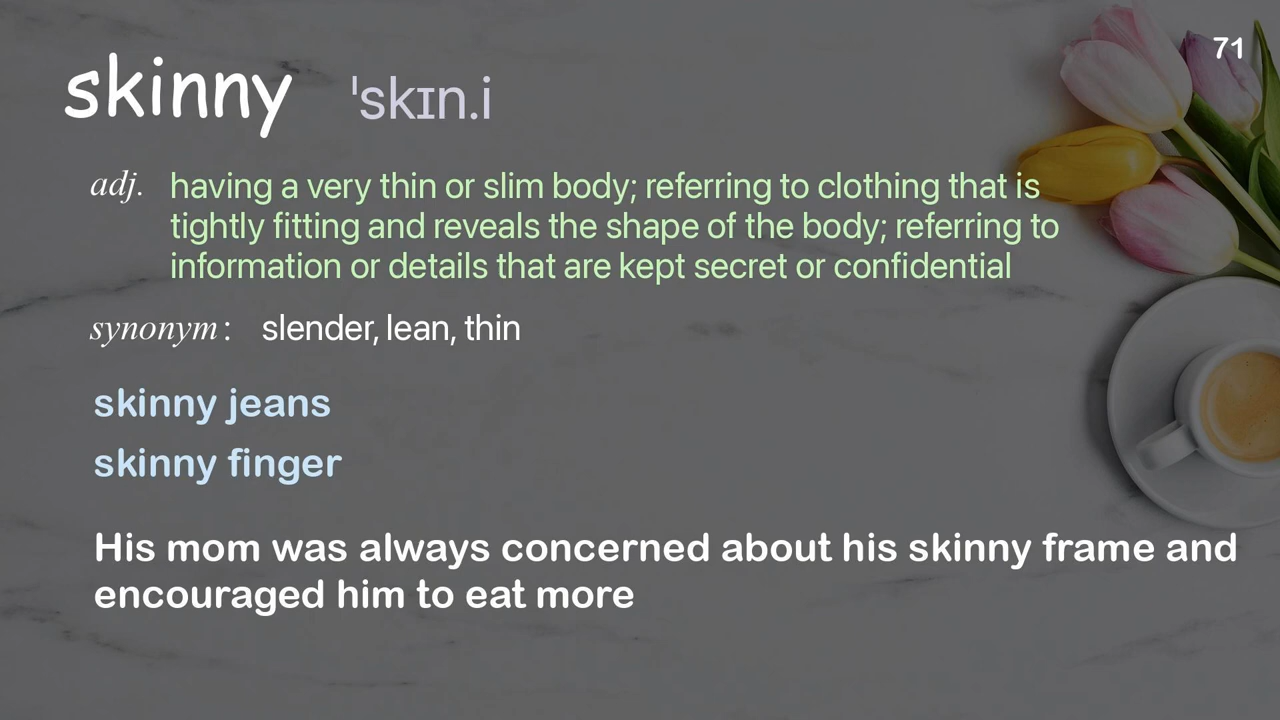 71
skinny ˈskɪn.i
adj. having a very thin or slim body; referring to clothing that is
tightly fitting and reveals the shape of the body; referring to
information or details that are kept secret or confidential
synonym: slender, lean, thin
skinny jeans
skinny finger
His mom was always concerned about his skinny frame and
encouraged him to eat more